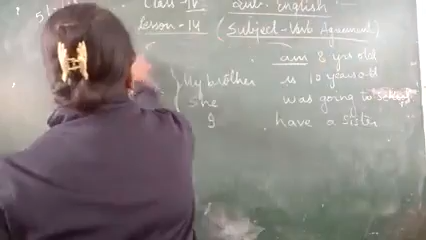 Class - IV Sub. English
Lesson - 14 (Subject - Verb Agreement)
am 8 yrs old
My brother is 10 years old
She was going to school
I have a sister